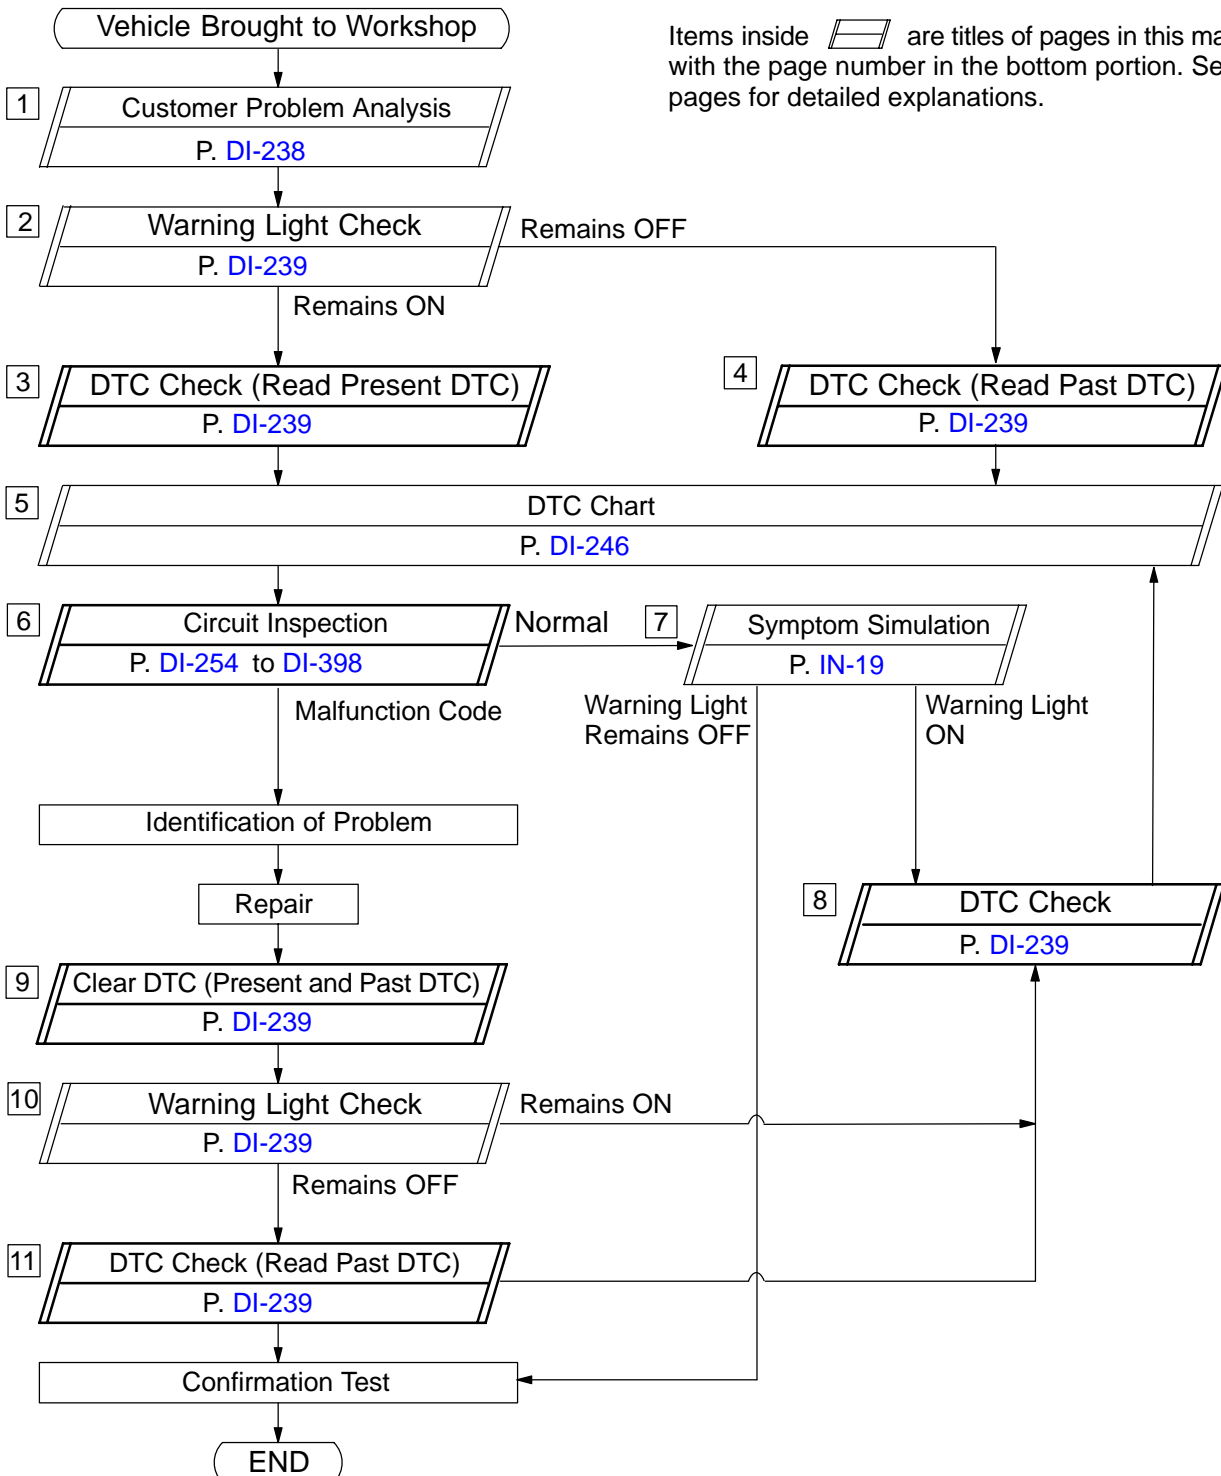 Vehicle Brought to Workshop
Items inside are titles of pages in this
with the page number in the bottom portion.
pages for detailed explanations.
1
Customer Problem Analysis
P. DI-238
2
Warning Light Check
P. DI-239
Remains OFF
Remains ON
3
DTC Check (Read Present DTC)
P. DI-239
4
DTC Check (Read Past DTC)
P. DI-239
5
DTC Chart
P. DI-246
6
Circuit Inspection
P. DI-254 to DI-398
Normal
7
Symptom Simulation
P. IN-19
Malfunction Code
Warning Light
Remains OFF
Warning Light
ON
Identification of Problem
Repair
8
DTC Check
P. DI-239
9
Clear DTC (Present and Past DTC)
P. DI-239
10
Warning Light Check
P. DI-239
Remains ON
Remains OFF
11
DTC Check (Read Past DTC)
P. DI-239
Confirmation Test
END